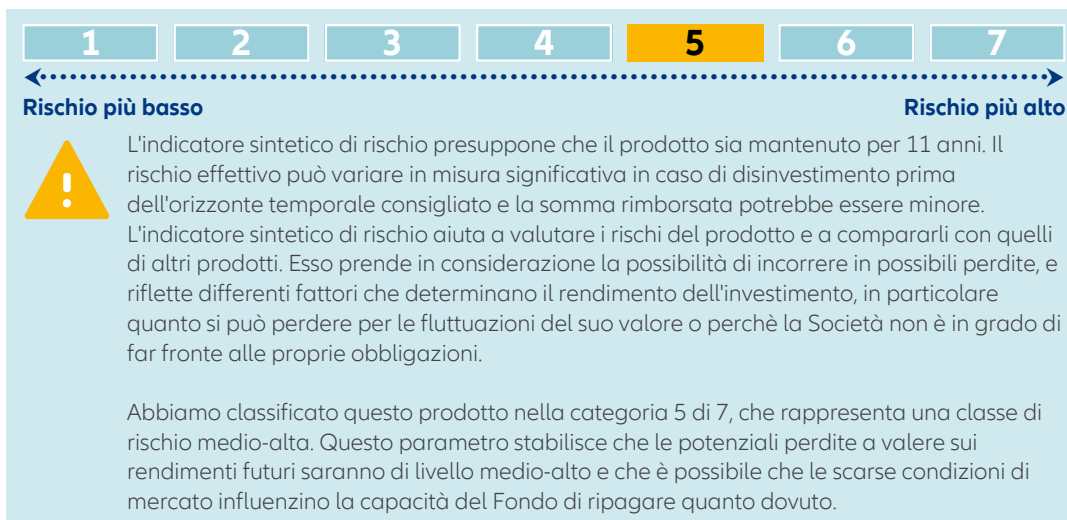 1 2 3 4 5 6 7
Rischio più basso Rischio più alto
L'indicatore sintetico di rischio presuppone che il prodotto sia mantenuto per 11 anni. Il
rischio effettivo può variare in misura significativa in caso di disinvestimento prima
dell'orizzonte temporale consigliato e la somma rimborsata potrebbe essere minore.
L'indicatore sintetico di rischio aiuta a valutare i rischi del prodotto e a compararli con quelli
di altri prodotti. Esso prende in considerazione la possibilità di incorrere in possibili perdite, e
riflette differenti fattori che determinano il rendimento dell'investimento, in particolare
quanto si può perdere per le fluttuazioni del suo valore o perchè la Società non è in grado di
far fronte alle proprie obbligazioni.
Abbiamo classificato questo prodotto nella categoria 5 di 7, che rappresenta una classe di
rischio medio-alta. Questo parametro stabilisce che le potenziali perdite a valere sui
rendimenti futuri saranno di livello medio-alto e che è possibile che le scarse condizioni di
mercato influenzino la capacità del Fondo di ripagare quanto dovuto.